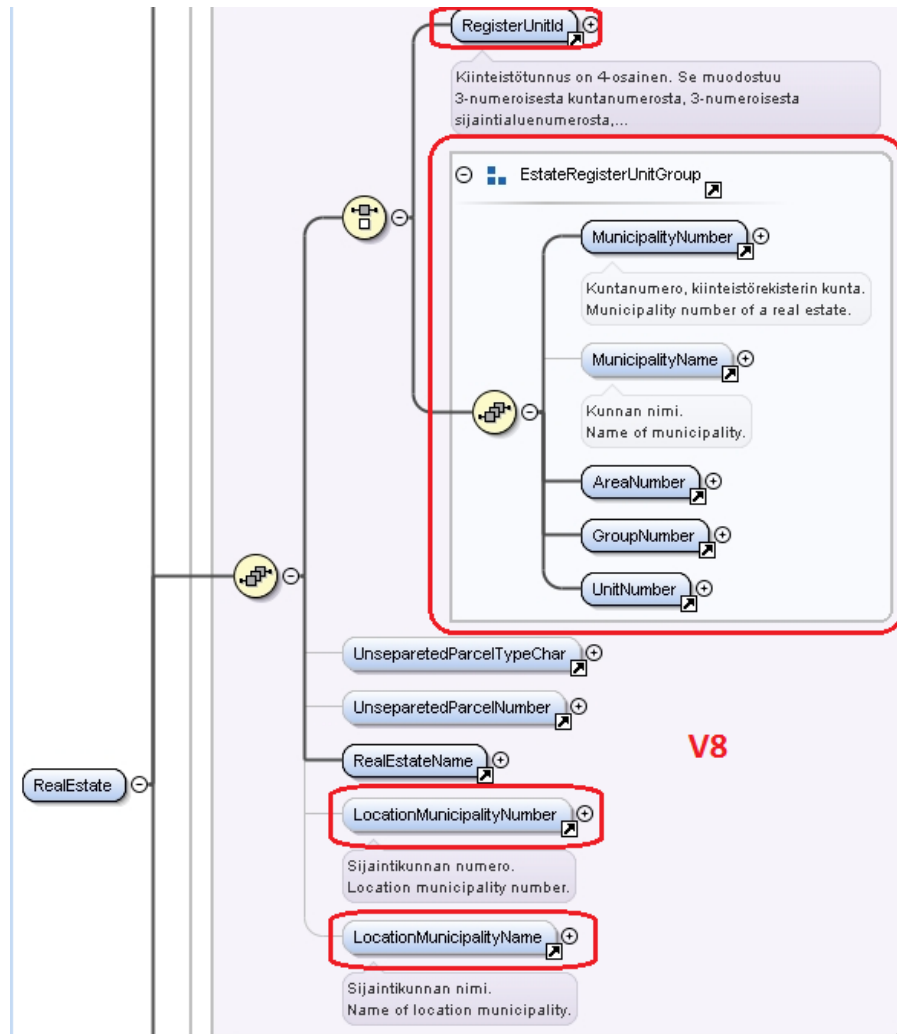 RegisterUnitId
Kiinteistötunnus on 4-osainen. Se muodostuu
3-numeroisesta kuntanumerosta, 3-numeroisesta
sijaintialuenumerosta,...
EstateRegisterUnitGroup
MunicipalityNumber
Kuntanumero, kiinteistörekisterin kunta.
Municipality number of a real estate.
MunicipalityName
Kunnan nimi.
Name of municipality.
AreaNumber
GroupNumber
UnitNumber
UnseparetedParcelTypeChar
UnseparetedParcelNumber
V8
RealEstateName
RealEstate
LocationMunicipalityNumber
Sijaintikunnan numero.
Location municipality number.
LocationMunicipalityName
Sijaintikunnan nimi.
Name of location municipality.